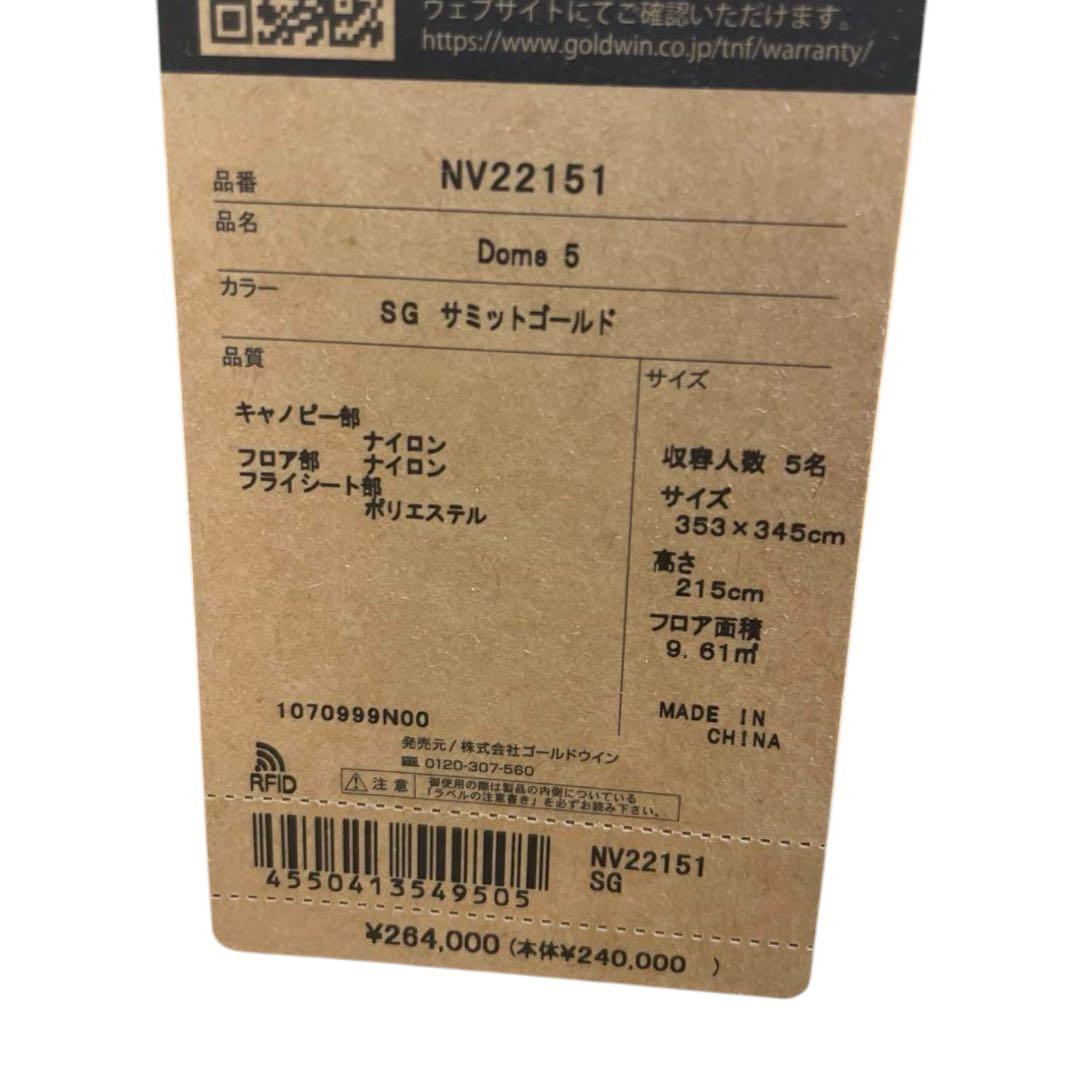 ウェブサイトにてご確認いただけます。
https://www.goldwin.co.jp/tnf/warranty/
品番 NV22151
品名
Dome 5
カラー
SG サミットゴールド
品質
キャノピー部
ナイロン
フロア部 ナイロン
フライシート部
ポリエステル
サイズ
収容人数 5名
サイズ
353×345cm
高さ
215cm
フロア面積
9.61㎡
MADE IN
CHINA
1070999N00
発売元/株式会社ゴールドウイン
☎ 0120-307-560
RFID
⚠ 注意
御使用の際は製品の内側についている
「ラベルの注意書き」を必ずお読み下さい。
4550413549505
NV22151
SG
¥264,000 (本体¥240,000 )